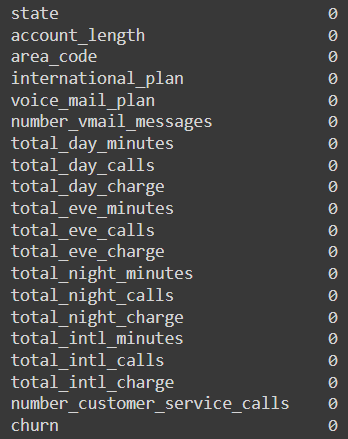 state 0
account_length 0
area_code 0
international_plan 0
voice_mail_plan 0
number_vmail_messages 0
total_day_minutes 0
total_day_calls 0
total_day_charge 0
total_eve_minutes 0
total_eve_calls 0
total_eve_charge 0
total_night_minutes 0
total_night_calls 0
total_night_charge 0
total_intl_minutes 0
total_intl_calls 0
total_intl_charge 0
number_customer_service_calls 0
churn 0